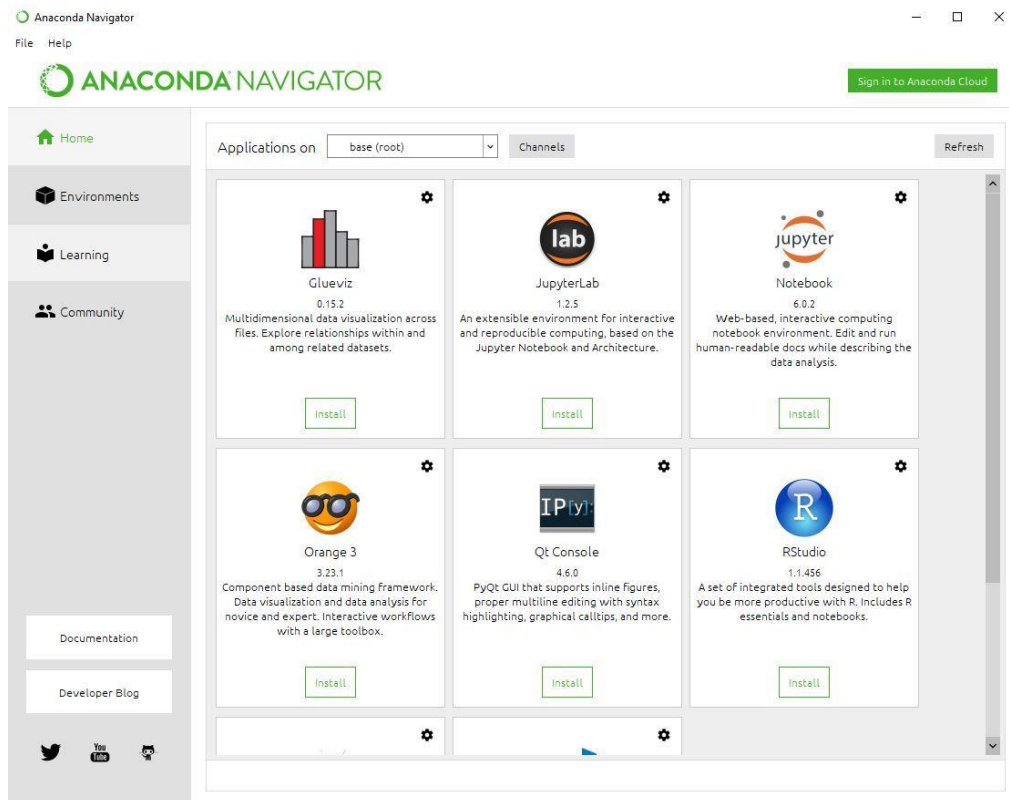 Anaconda Navigator
File Help
ANACONDA NAVIGATOR
Sign in to Anaconda Cloud
Home
Environments
Learning
Community
Documentation
Developer Blog
You
Tube
Applications on base (root) Channels Refresh
Glueviz
0.15.2
Multidimensional data visualization across
files. Explore relationships within and
among related datasets.
Install
lab
JupyterLab
1.2.5
An extensible environment for interactive
and reproducible computing, based on the
Jupyter Notebook and Architecture.
Install
jupyter
Notebook
6.0.2
Web-based, interactive computing
notebook environment. Edit and run
human-readable docs while describing the
data analysis.
Install
Orange 3
3.23.1
Component based data mining framework.
Data visualization and data analysis for
novice and expert. Interactive workflows
with a large toolbox.
Install
IP[y]:
Qt Console
4.6.0
PyQt GUI that supports inline figures,
proper multiline editing with syntax
highlighting, graphical calltips, and more.
Install
R
RStudio
1.1.456
A set of integrated tools designed to help
you be more productive with R. Includes R
essentials and notebooks.
Install